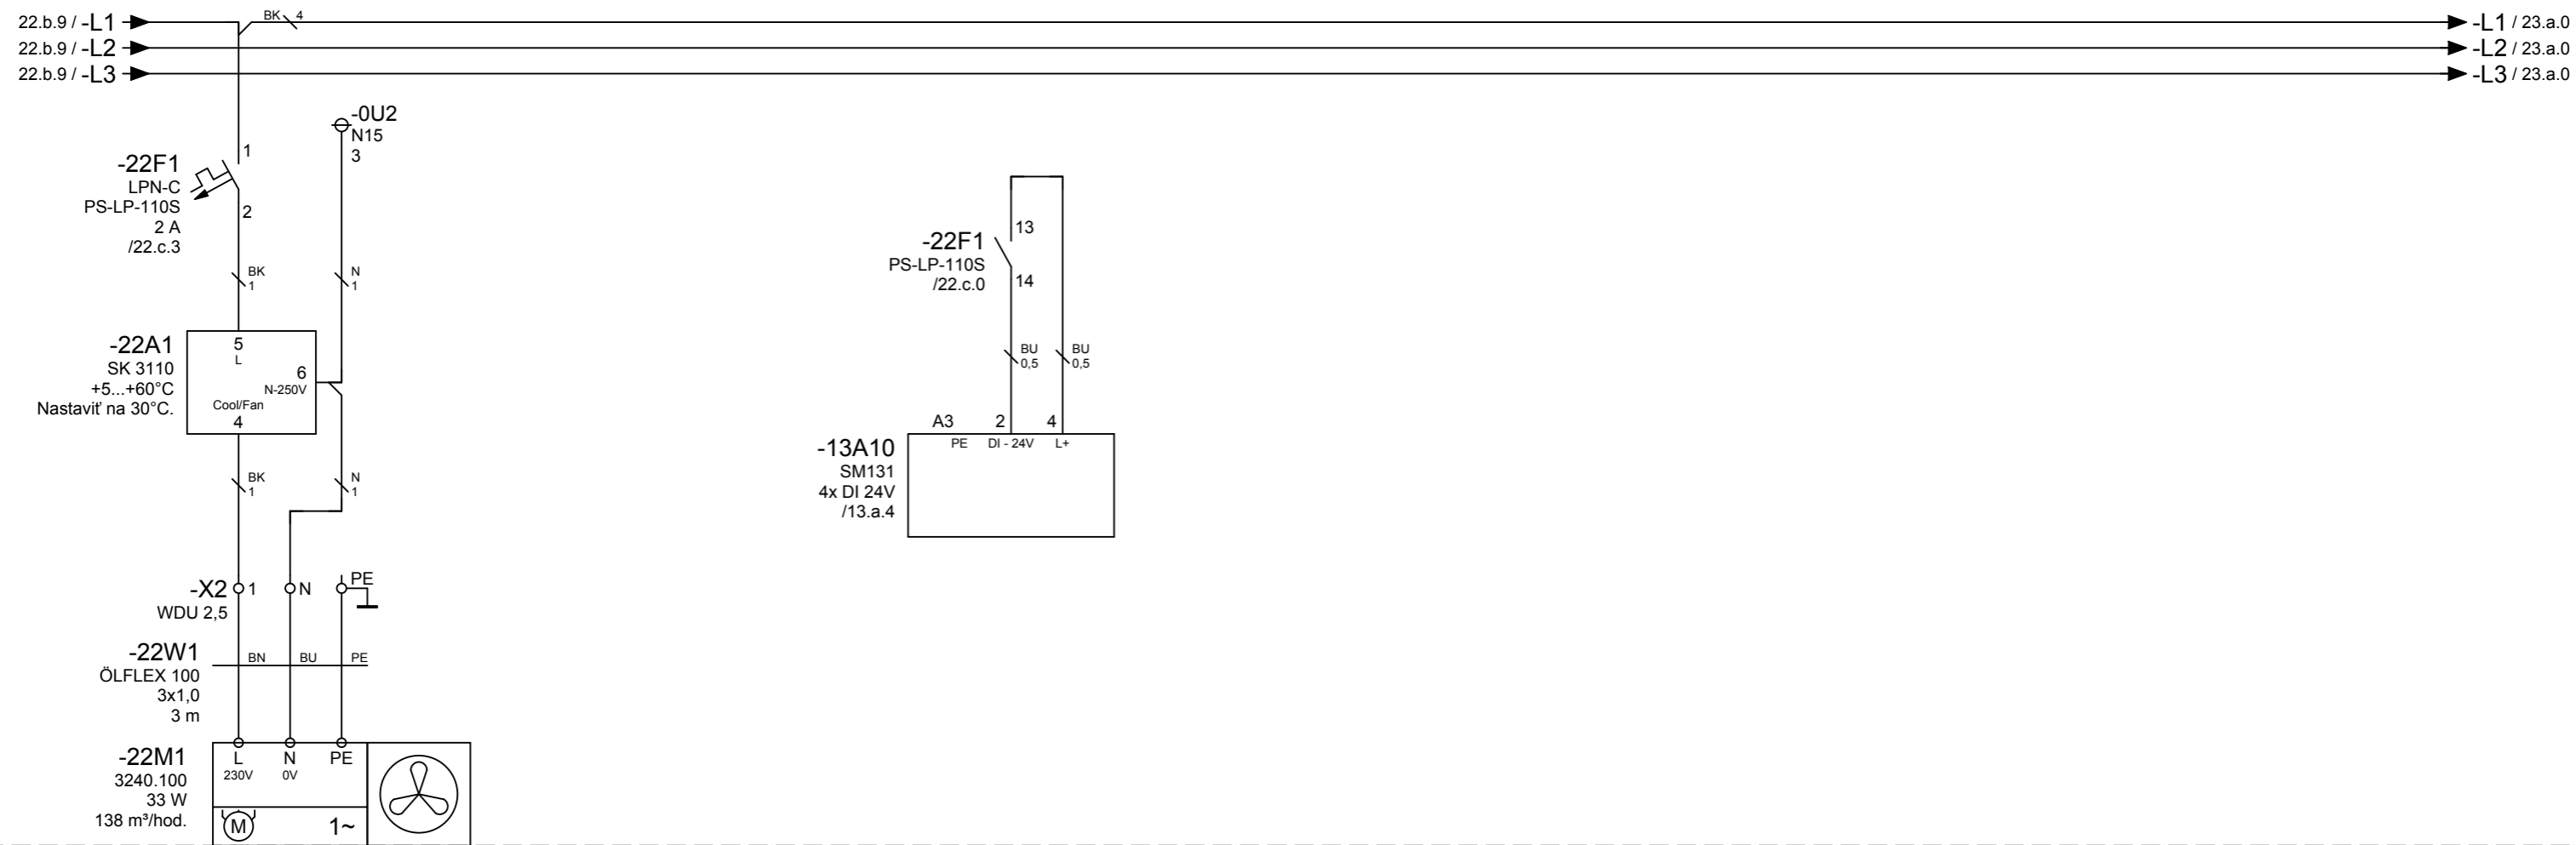 22.b.9 / -L1
BK 4
-L1 / 23.a.0
22.b.9 / -L2
-L2 / 23.a.0
22.b.9 / -L3
-L3 / 23.a.0
-0U2
N15
3
1
-22F1
LPN-C
PS-LP-110S
2 A
/22.c.3
2
BK
1
N
1
-22A1
SK 3110
+5...+60°C
Nastaviť na 30°C.
5
L
6
N-250V
Cool/Fan
4
BK
1
N
1
-X2
WDU 2,5
1
N
PE
-22W1
ÖLFLEX 100
3x1,0
3 m
BN
BU
PE
-22M1
3240.100
33 W
138 m³/hod.
L
230V
N
0V
PE
M
1~
-22F1
PS-LP-110S
/22.c.0
13
14
BU
0,5
BU
0,5
-13A10
SM131
4x DI 24V
/13.a.4
A3
2
4
PE
DI - 24V
L+